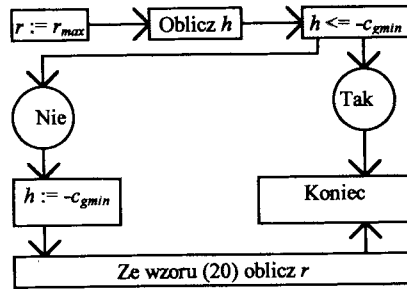 r := r_max
Oblicz h
h <= -c_gmin
Nie
Tak
h := -c_gmin
Koniec
Ze wzoru (20) oblicz r